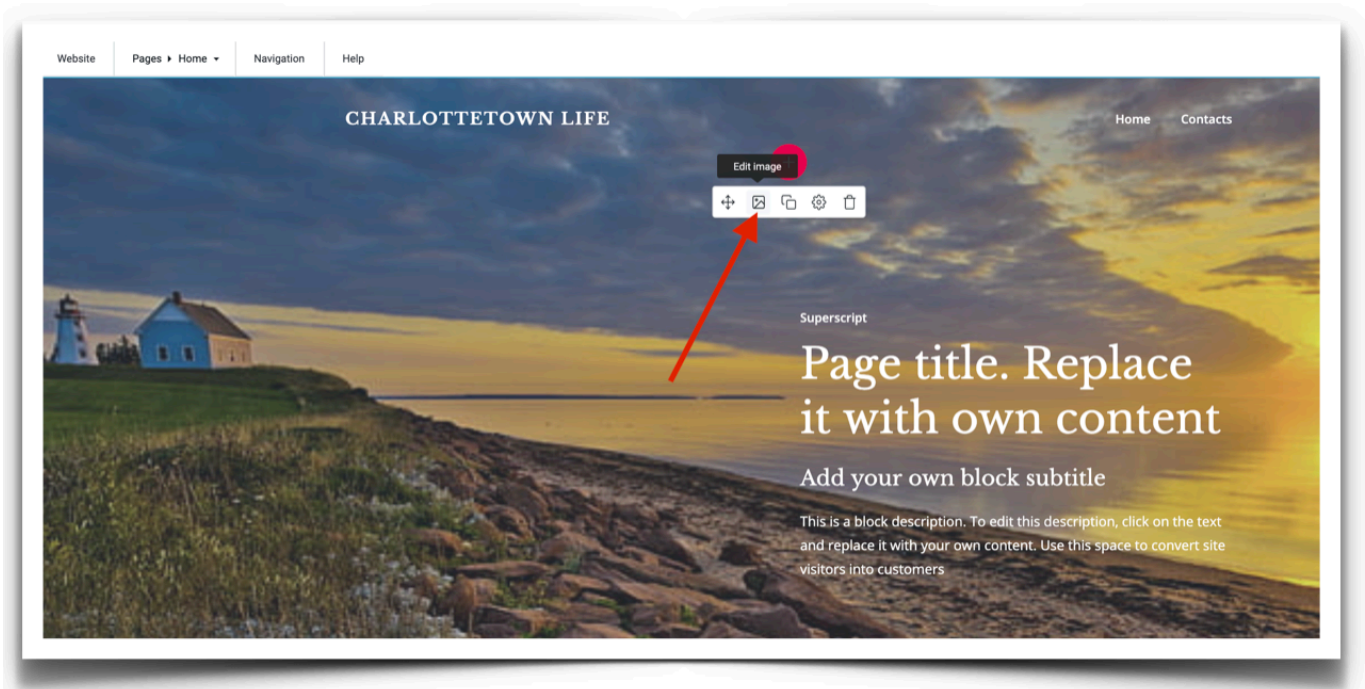 Website Pages Home Navigation Help
CHARLOTTETOWN LIFE Home Contacts
Edit image
Superscript
Page title. Replace
it with own content
Add your own block subtitle
This is a block description. To edit this description, click on the text
and replace it with your own content. Use this space to convert site
visitors into customers